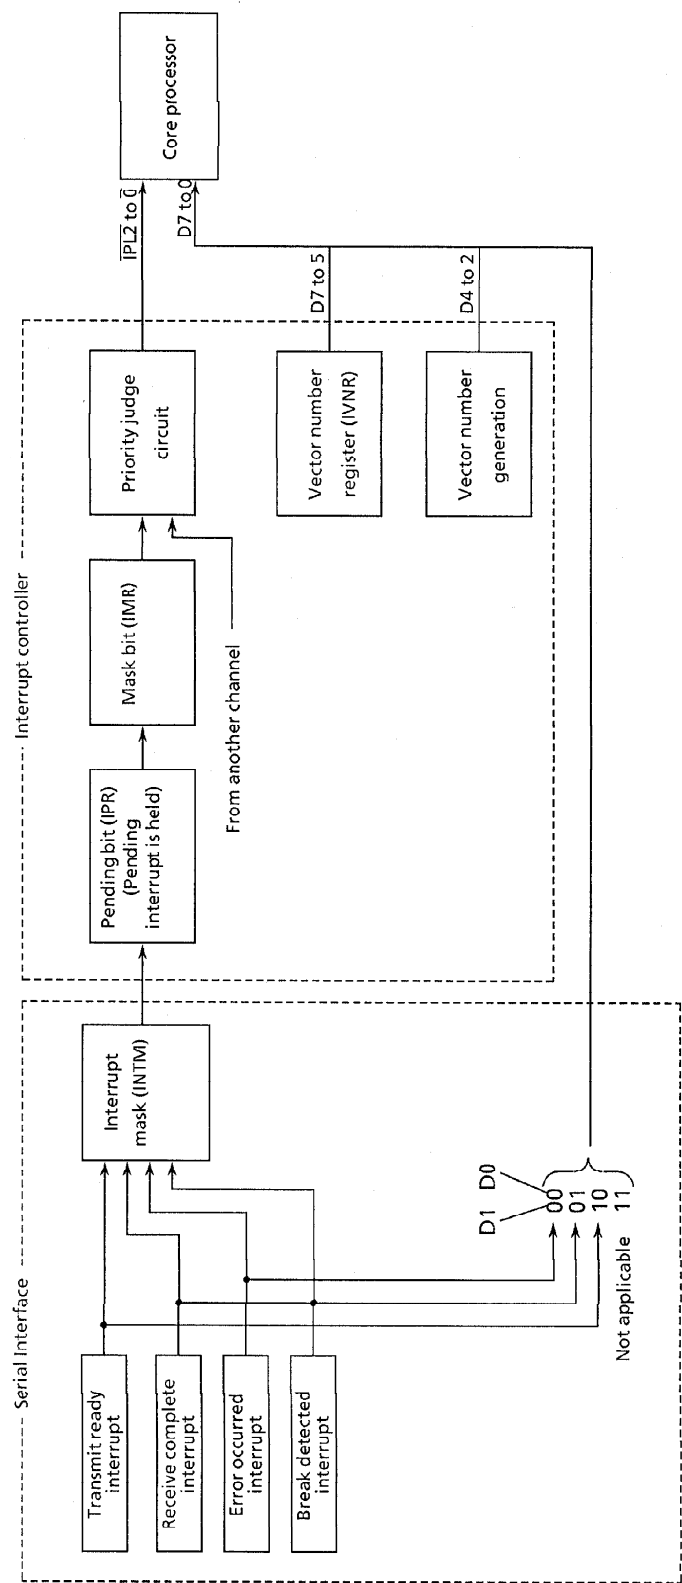 Serial Interface
Transmit ready
interrupt
Receive complete
interrupt
Error occurred
interrupt
Break detected
interrupt
Interrupt
mask (INTM)
D1 D0
00
01
10
11
Not applicable
Interrupt controller
Pending bit (IPR)
(Pending
interrupt is held)
Mask bit (IMR)
From another channel
Priority judge
circuit
Vector number
register (IVNR)
Vector number
generation
IPL2 to 0
D7 to 0
D7 to 5
D4 to 2
Core processor